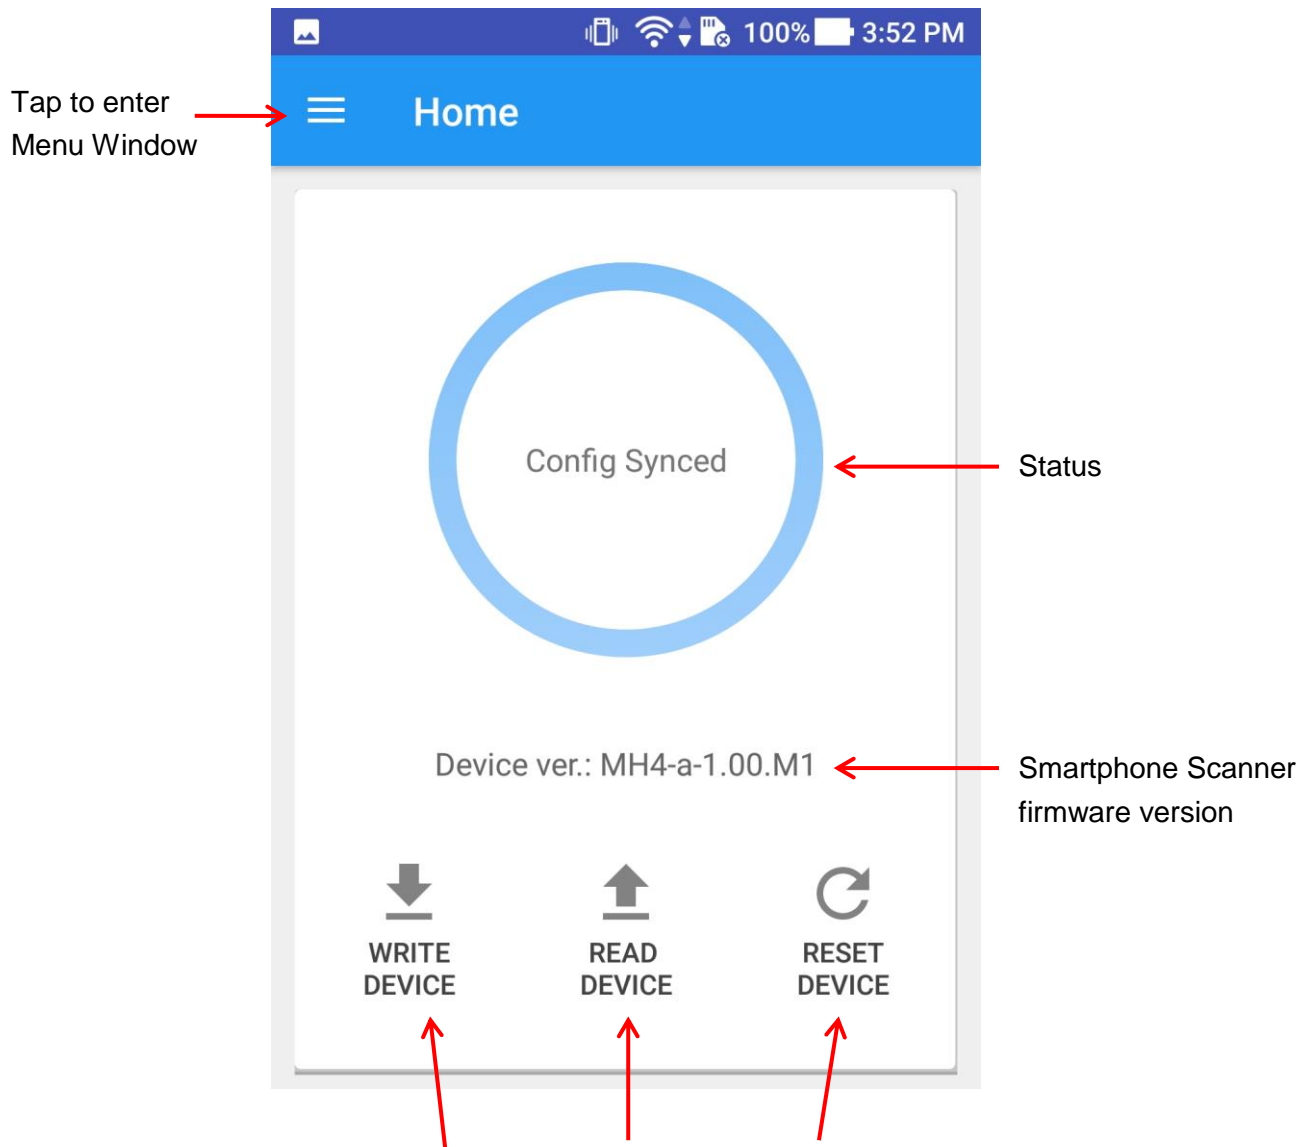 100% 3:52 PM
Tap to enter
Menu Window
Home
Config Synced
Status
Device ver.: MH4-a-1.00.M1
Smartphone Scanner
firmware version
WRITE
DEVICE
READ
DEVICE
RESET
DEVICE